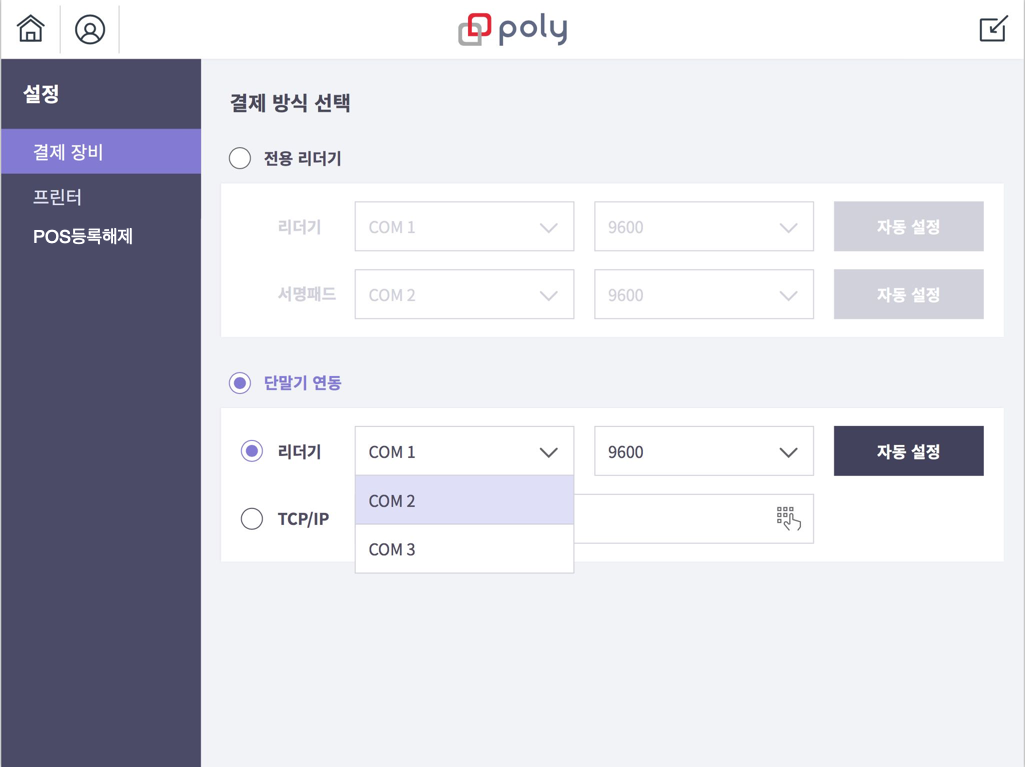 poly
설정
결제 장비
프린터
POS등록해제
결제 방식 선택
전용 리더기
리더기 COM 1 9600 자동 설정
서명패드 COM 2 9600 자동 설정
단말기 연동
리더기 COM 1 9600 자동 설정
COM 2
TCP/IP
COM 3